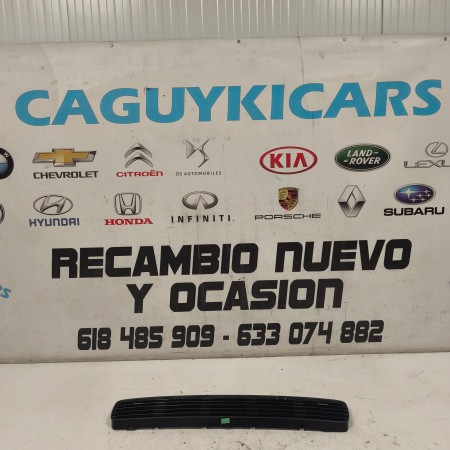 CAGUYKICARS
CHEVROLET
CITROËN
DS AUTOMOBILES
KIA
LAND-
ROVER
LEXUS
HYUNDAI
HONDA
INFINITI
PORSCHE
SUBARU
RECAMBIO NUEVO
Y OCASION
618 485 909 - 633 074 882